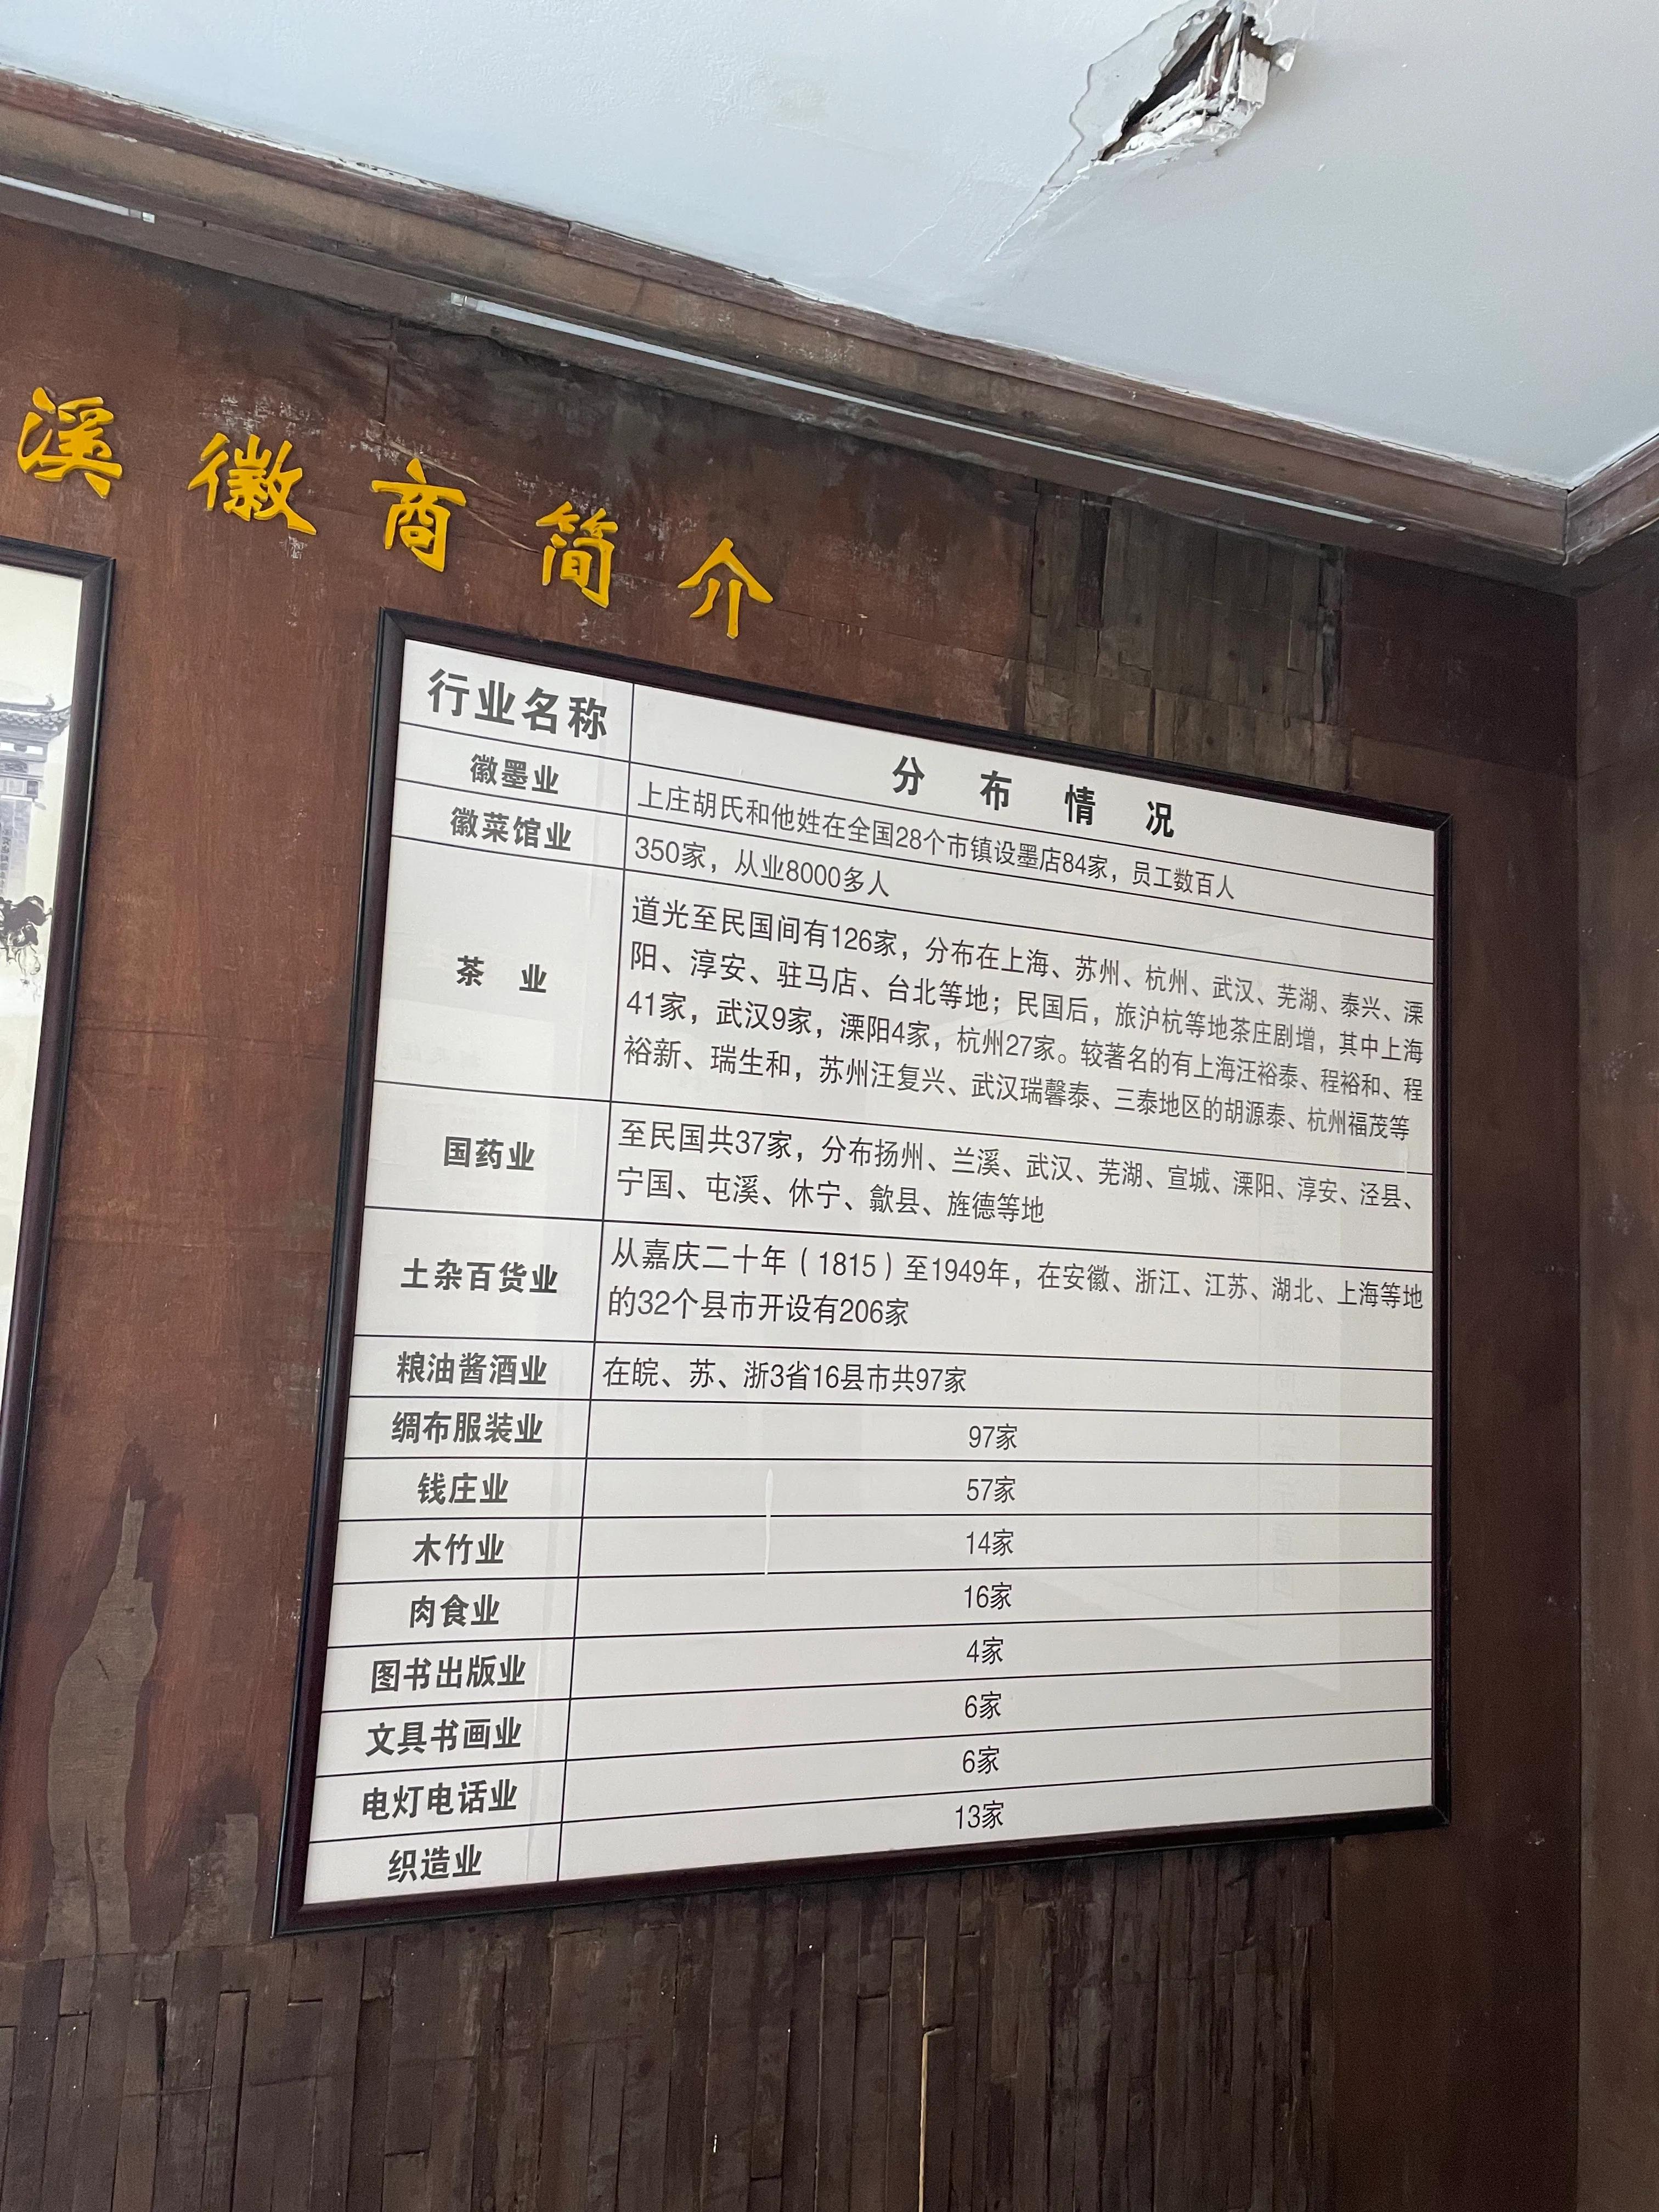 溪徽商简介
行业名称
分布情况
徽墨业
上庄胡氏和他姓在全国28个市镇设墨店84家，员工数百人
徽菜馆业
350家，从业8000多人
茶业
道光至民国间有126家，分布在上海、苏州、杭州、武汉、芜湖、泰兴、溧
阳、淳安、驻马店、台北等地；民国后，旅沪杭等地茶庄剧增，其中上海
41家，武汉9家，溧阳4家，杭州27家。较著名的有上海汪裕泰、程裕和、程
裕新、瑞生和，苏州汪复兴、武汉瑞馨泰、三泰地区的胡源泰、杭州福茂等
国药业
至民国共37家，分布扬州、兰溪、武汉、芜湖、宣城、溧阳、淳安、泾县、
宁国、屯溪、休宁、歙县、旌德等地
土杂百货业
从嘉庆二十年（1815）至1949年，在安徽、浙江、江苏、湖北、上海等地
的32个县市开设有206家
粮油酱酒业
在皖、苏、浙3省16县市共97家
绸布服装业
97家
钱庄业
57家
木竹业
14家
肉食业
16家
图书出版业
4家
文具书画业
6家
电灯电话业
6家
织造业
13家